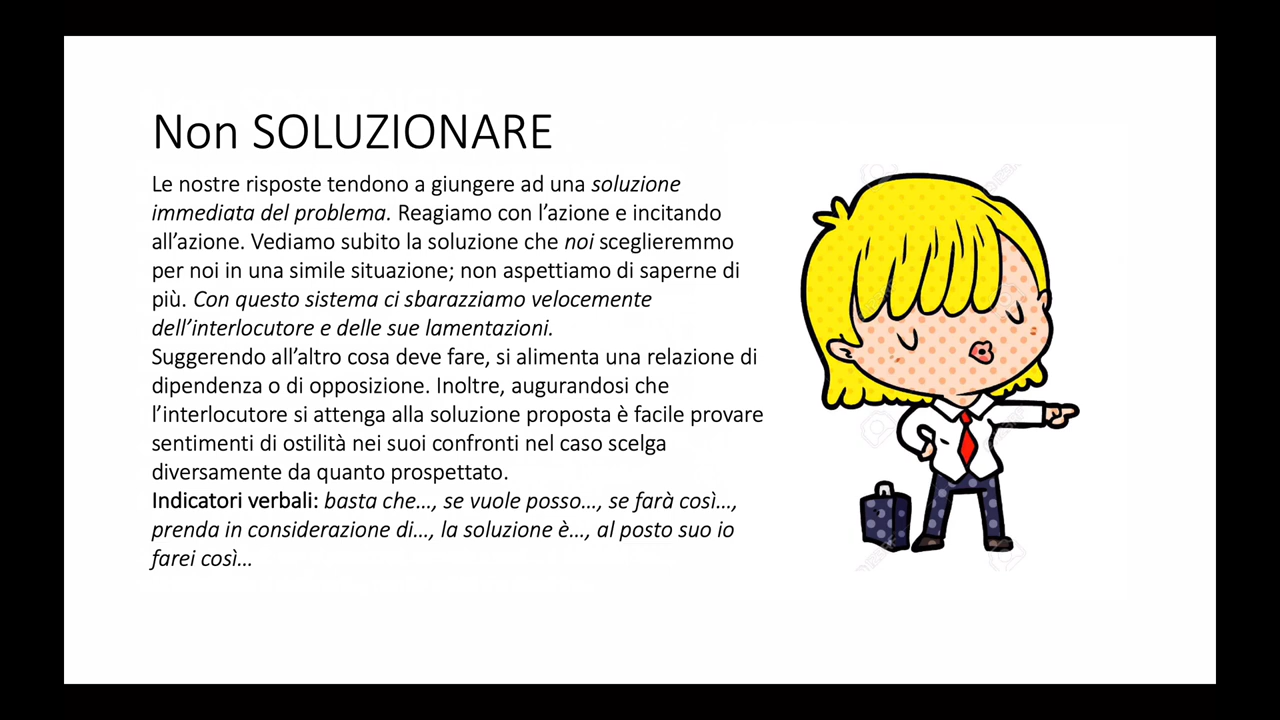 Non SOLUZIONARE
Le nostre risposte tendono a giungere ad una soluzione
immediata del problema. Reagiamo con l’azione e incitando
all’azione. Vediamo subito la soluzione che noi sceglieremmo
per noi in una simile situazione; non aspettiamo di saperne di
più. Con questo sistema ci sbarazziamo velocemente
dell’interlocutore e delle sue lamentazioni.
Suggerendo all’altro cosa deve fare, si alimenta una relazione di
dipendenza o di opposizione. Inoltre, augurandosi che
l’interlocutore si attenga alla soluzione proposta è facile provare
sentimenti di ostilità nei suoi confronti nel caso scelga
diversamente da quanto prospettato.
Indicatori verbali: basta che…, se vuole posso…, se farà così…,
prenda in considerazione di…, la soluzione è…, al posto suo io
farei così…